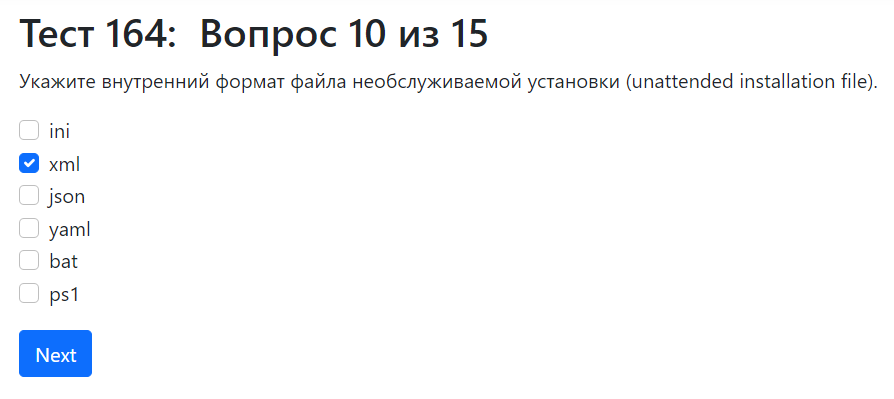 Тест 164: Вопрос 10 из 15
Укажите внутренний формат файла необслуживаемой установки (unattended installation file).
ini
xml
json
yaml
bat
ps1
Next